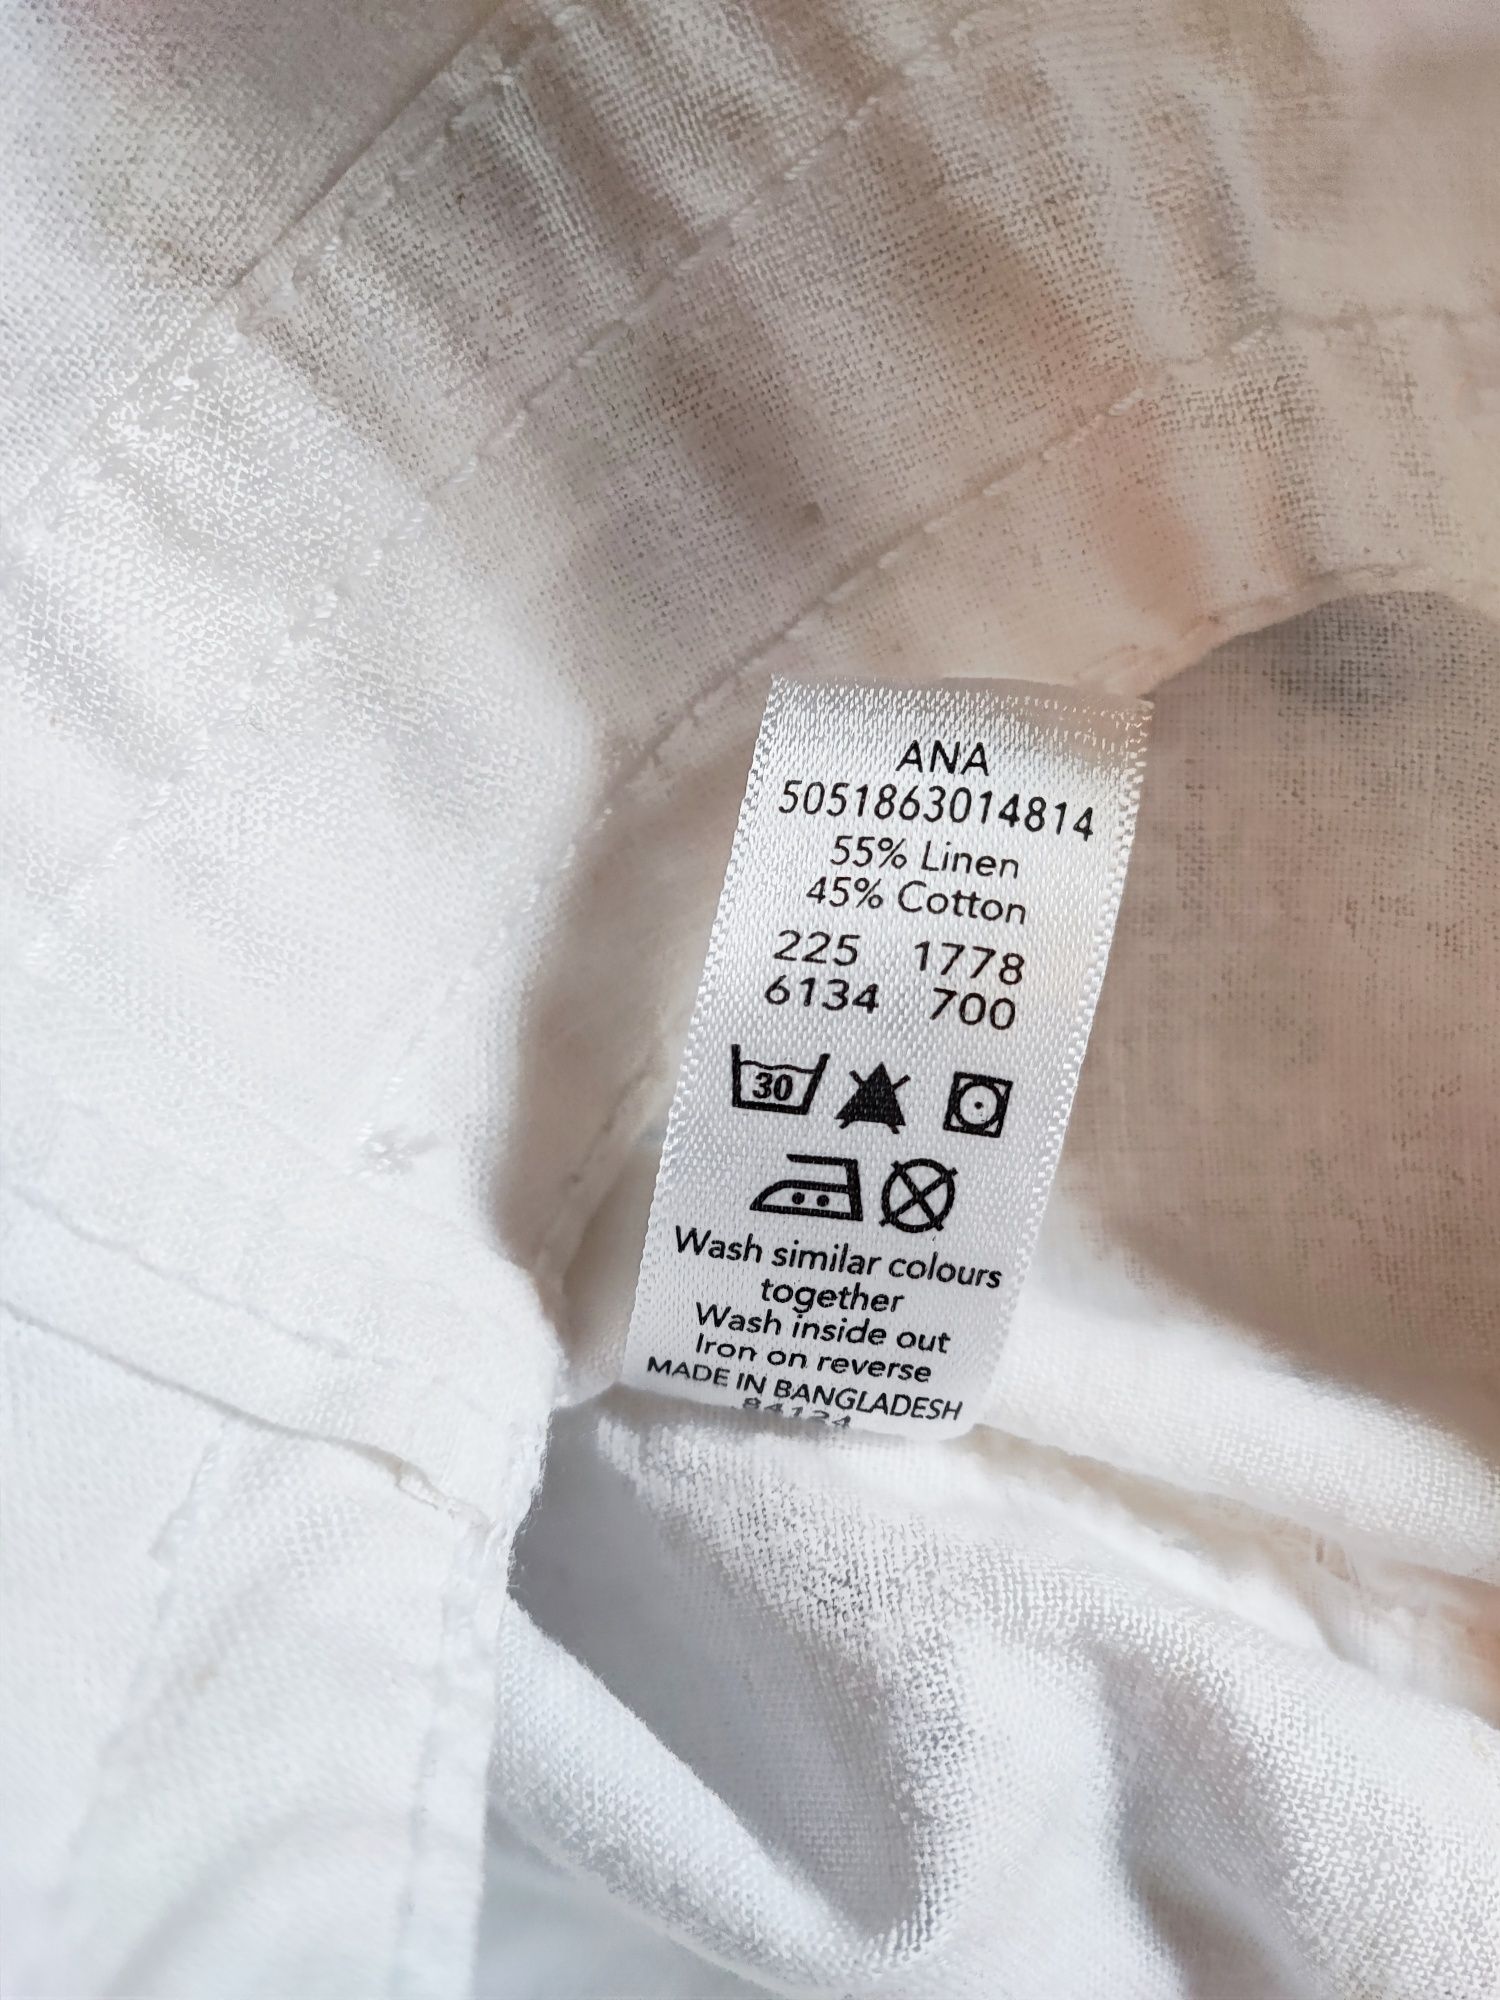 ANA
5051863014814
55% Linen
45% Cotton
225 1778
6134 700
30
Wash similar colours
together
Wash inside out
Iron on reverse
MADE IN BANGLADESH
84134